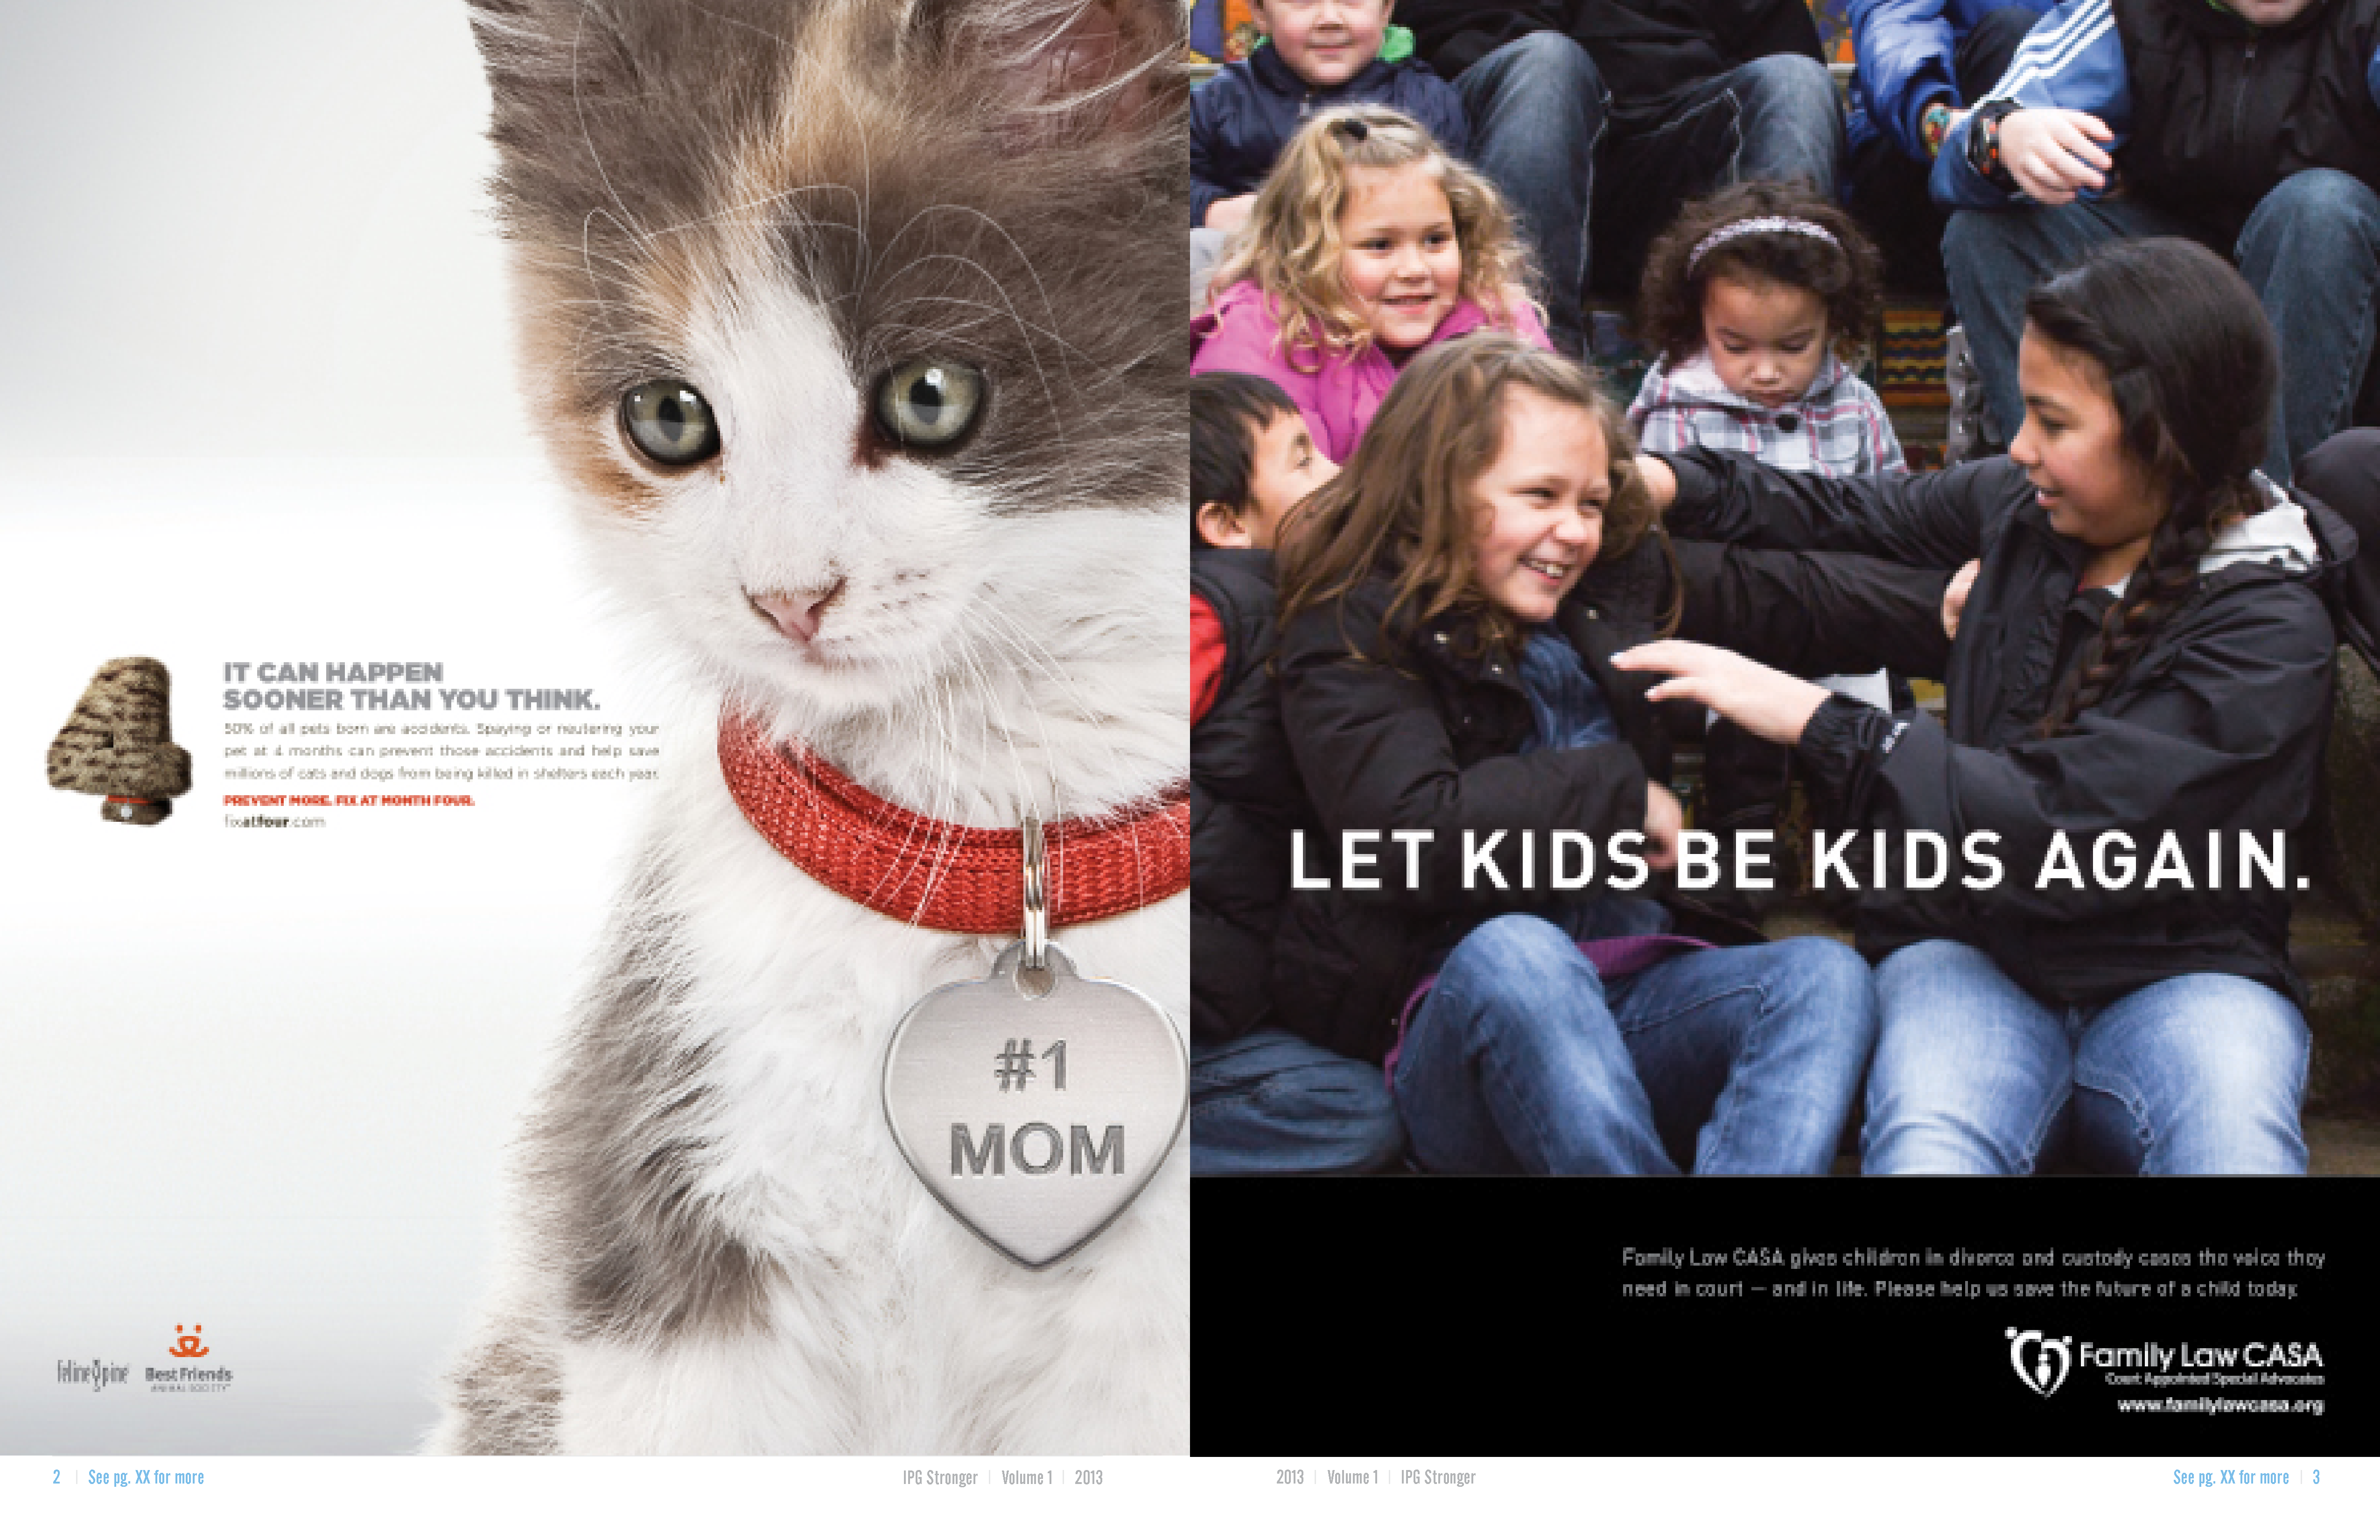 IT CAN HAPPEN
SOONER THAN YOU THINK.
50% of all pets born are accidents. Spaying or neutering your
pet at 4 months can prevent those accidents and help save
millions of cats and dogs from being killed in shelters each year.
PREVENT MORE. FIX AT MONTH FOUR.
fixatfour.com
#1
MOM
feline pine
Best Friends
ANIMAL SOCIETY
2 | See pg. XX for more
IPG Stronger | Volume 1 | 2013
LET KIDS BE KIDS AGAIN.
Family Law CASA gives children in divorce and custody cases the voice they
need in court — and in life. Please help us save the future of a child today.
Family Law CASA
Court Appointed Special Advocates
www.familylawcasa.org
2013 | Volume 1 | IPG Stronger
See pg. XX for more | 3